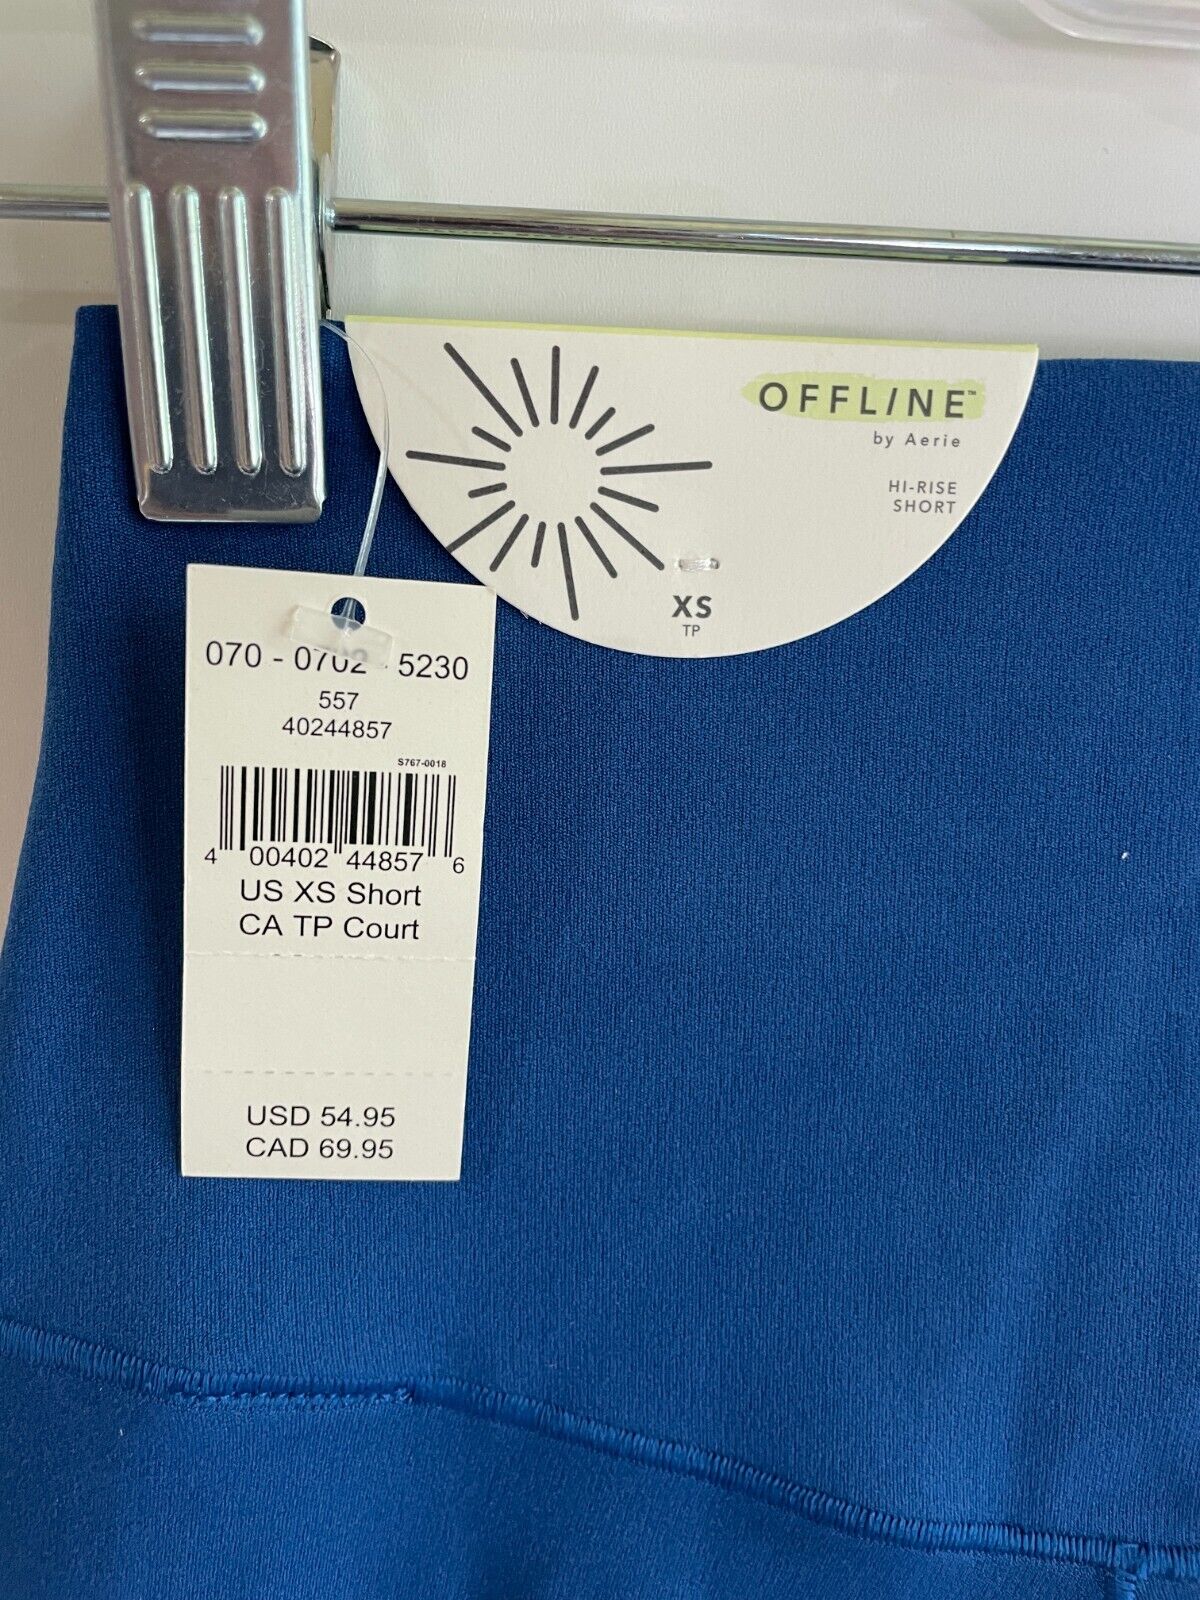 OFFLINE™
by Aerie
HI-RISE
SHORT
XS
TP
070 - 0702 - 5230
557
40244857
S767-0018
4 00402 44857 6
US XS Short
CA TP Court
USD 54.95
CAD 69.95